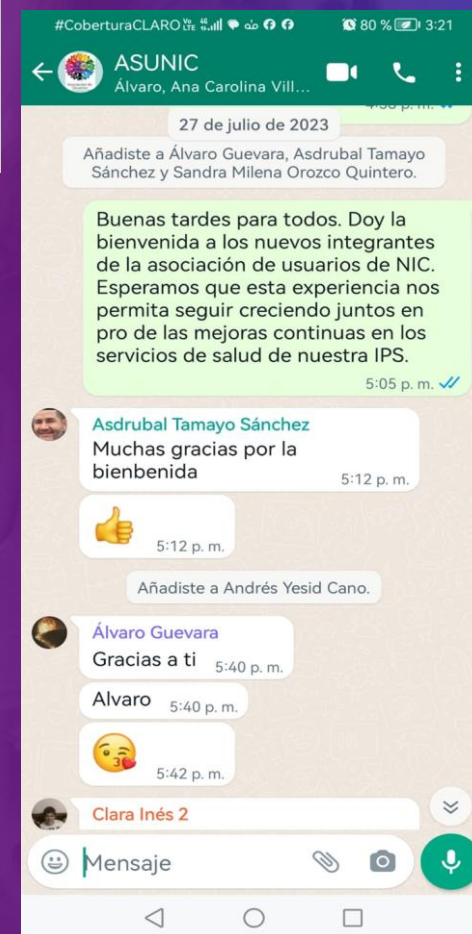 #CoberturaCLARO
80 %
3:21
ASUNIC
Álvaro, Ana Carolina Vill...
27 de julio de 2023
Añadiste a Álvaro Guevara, Asdrubal Tamayo
Sánchez y Sandra Milena Orozco Quintero.
Buenas tardes para todos. Doy la
bienvenida a los nuevos integrantes
de la asociación de usuarios de NIC.
Esperamos que esta experiencia nos
permita seguir creciendo juntos en
pro de las mejoras continuas en los
servicios de salud de nuestra IPS.
5:05 p. m.
Asdrubal Tamayo Sánchez
Muchas gracias por la
bienbenida
5:12 p. m.
👍
5:12 p. m.
Añadiste a Andrés Yesid Cano.
Álvaro Guevara
Gracias a ti
5:40 p. m.
Alvaro
5:40 p. m.
😘
5:42 p. m.
Clara Inés 2
Mensaje